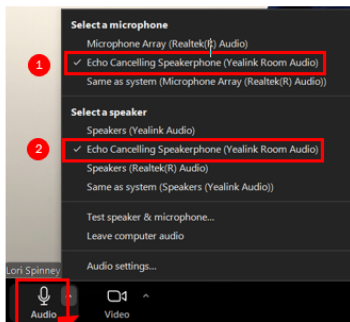 Select a microphone
Microphone Array (Realtek(R) Audio)
1
✓ Echo Cancelling Speakerphone (Yealink Room Audio)
Same as system (Microphone Array (Realtek(R) Audio))
Select a speaker
Speakers (Yealink Audio)
2
✓ Echo Cancelling Speakerphone (Yealink Room Audio)
Speakers (Realtek(R) Audio)
Same as system (Speakers (Yealink Audio))
Test speaker & microphone...
Leave computer audio
Audio settings...
Lori Spinney
Audio
Video